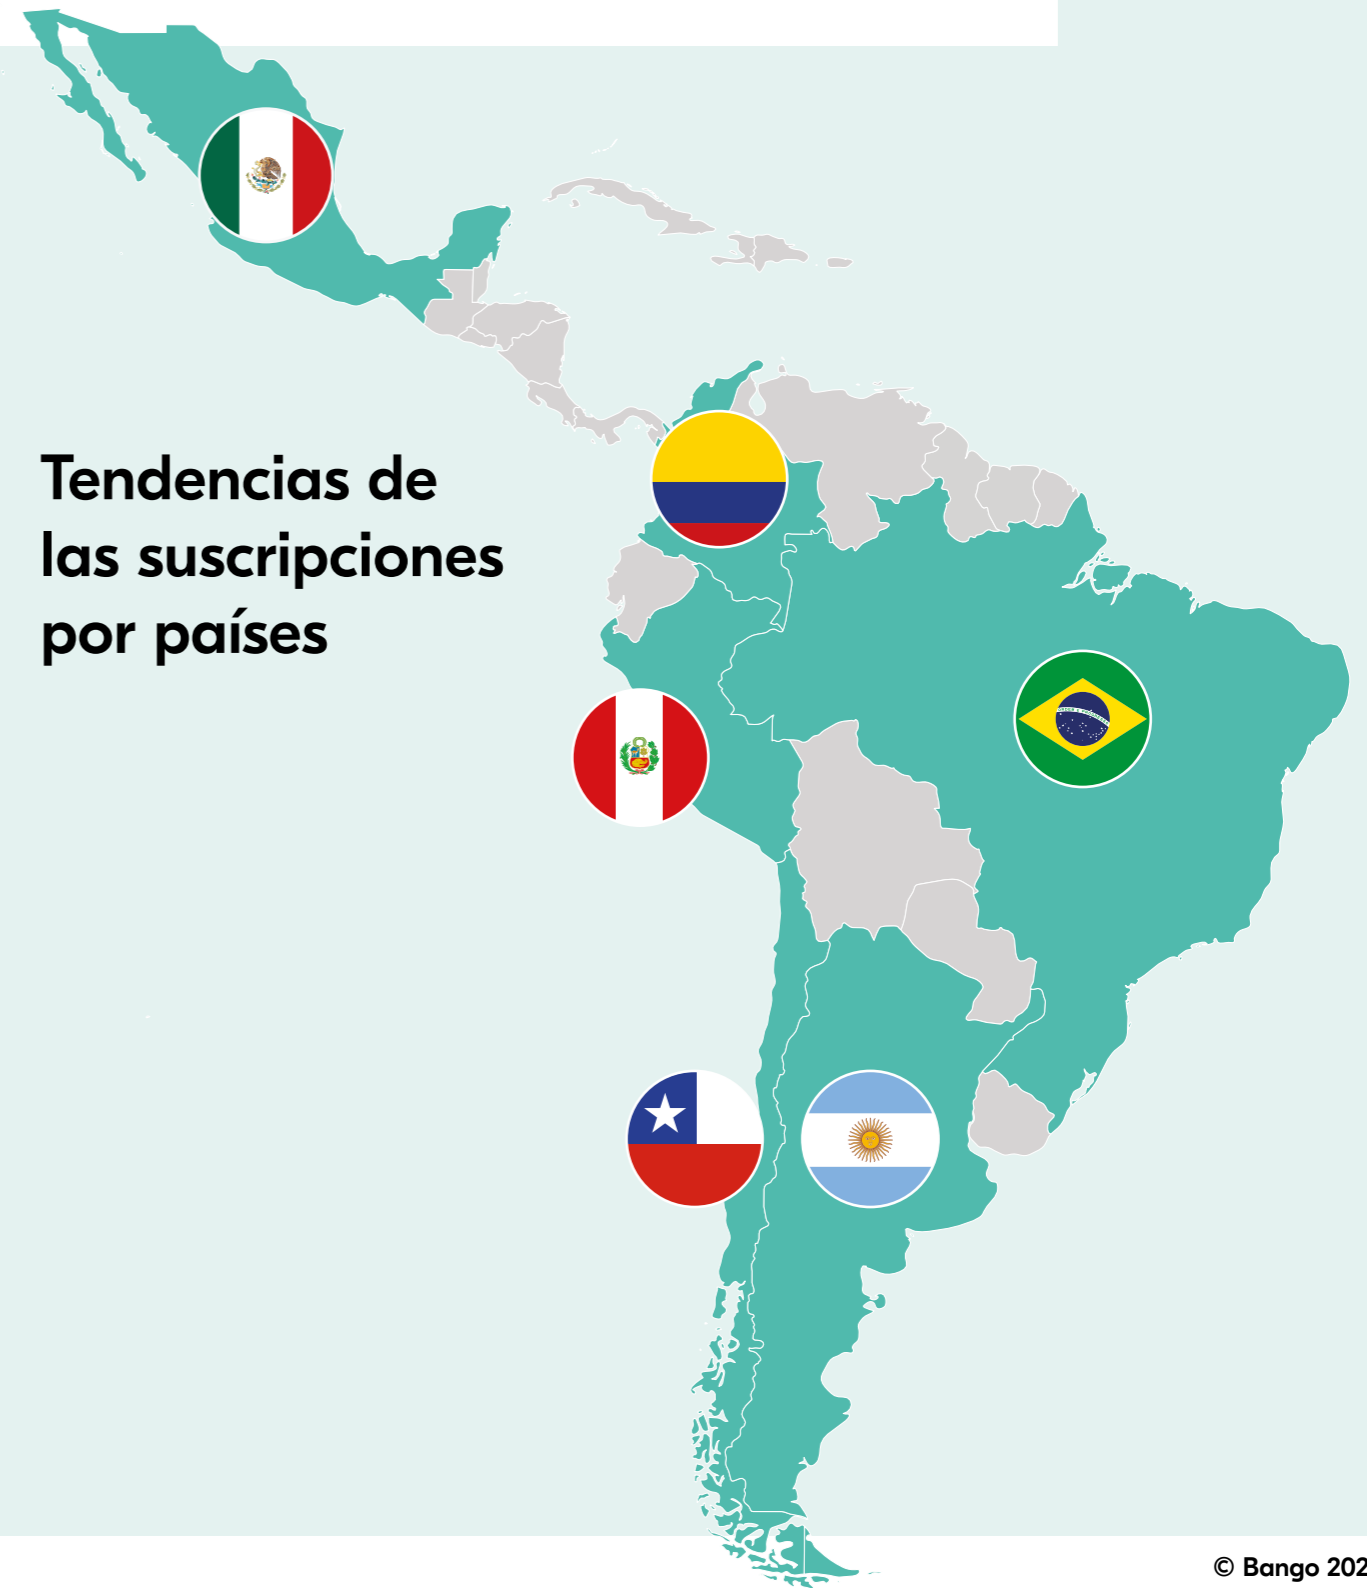 Tendencias de
las suscripciones
por países
© Bango 202